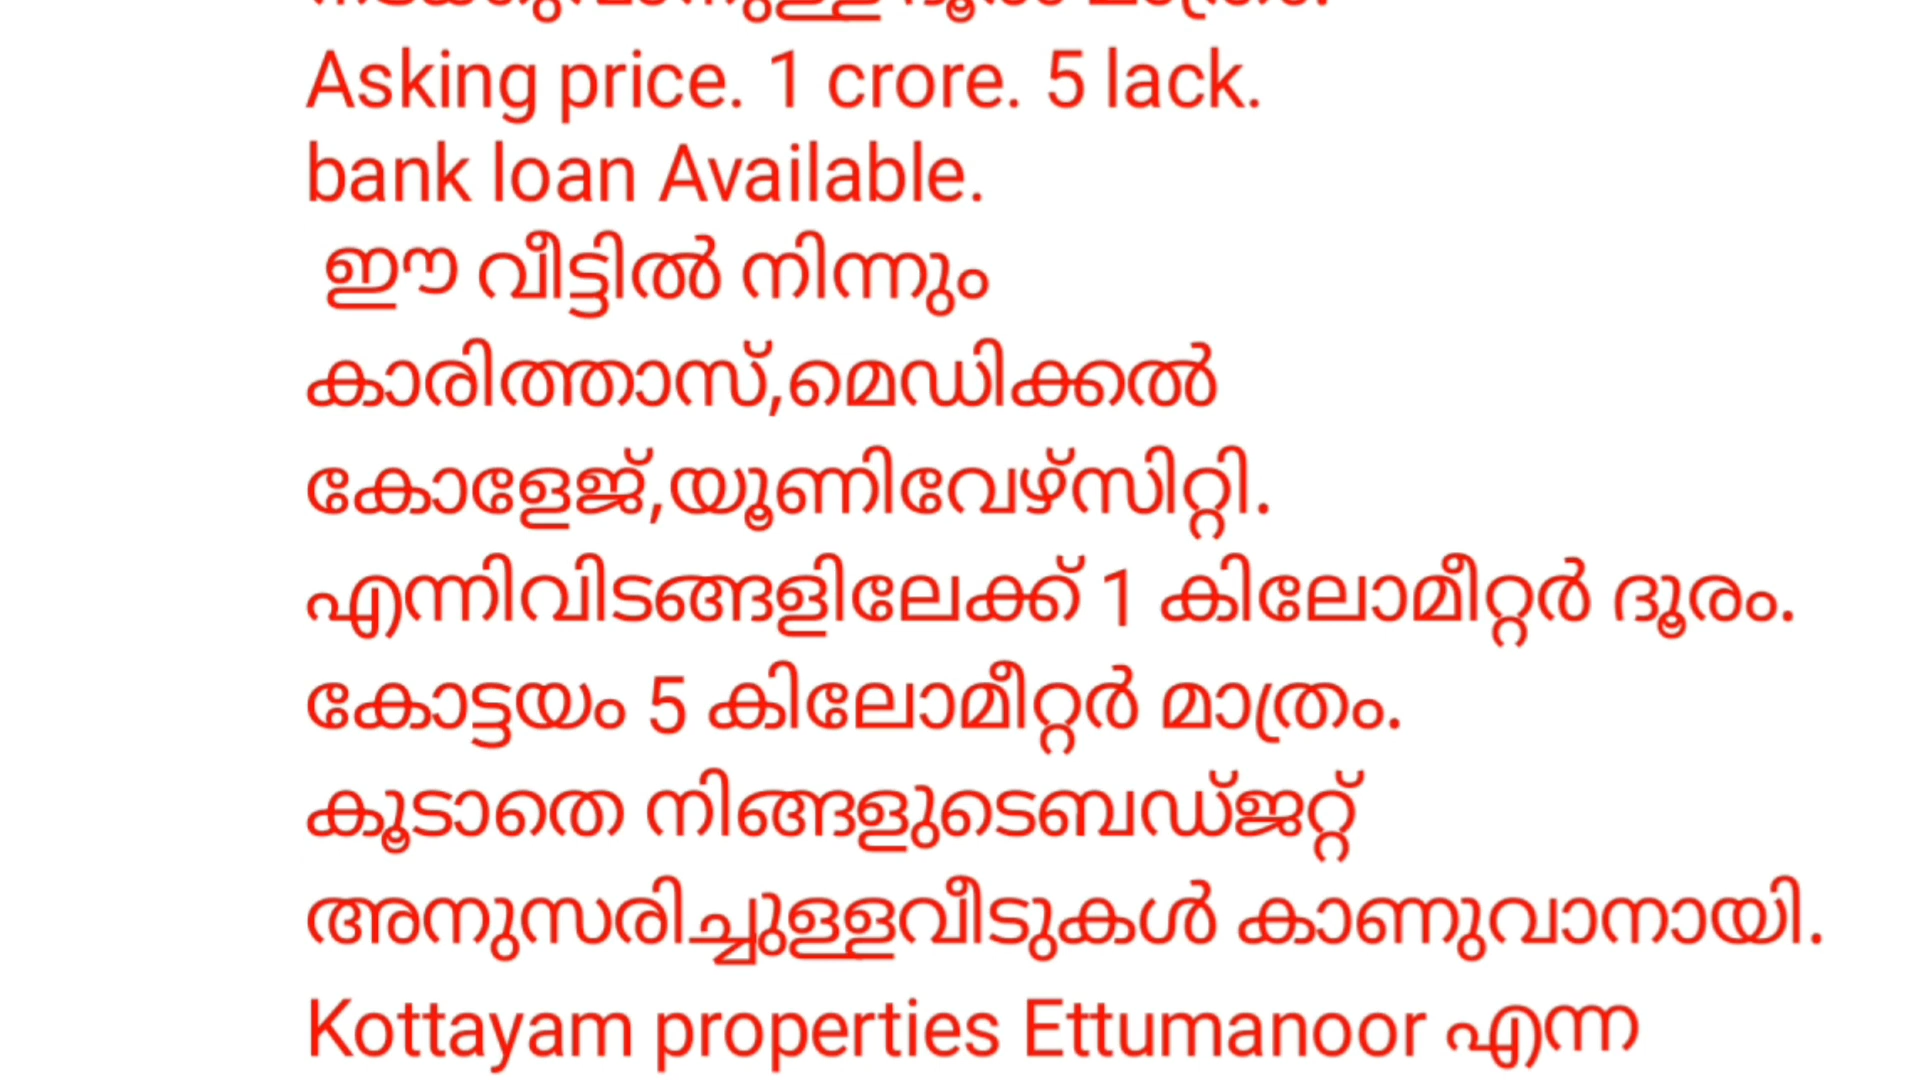 Asking price. 1 crore. 5 lack.
bank loan Available.
ഈ വീട്ടിൽ നിന്നും
കാരിത്താസ്,മെഡിക്കൽ
കോളേജ്,യൂണിവേഴ്സിറ്റി.
എന്നിവിടങ്ങളിലേക്ക് 1 കിലോമീറ്റർ ദൂരം.
കോട്ടയം 5 കിലോമീറ്റർ മാത്രം.
കൂടാതെ നിങ്ങളുടെബഡ്ജറ്റ്
അനുസരിച്ചുള്ളവീടുകൾ കാണുവാനായി.
Kottayam properties Ettumanoor എന്ന